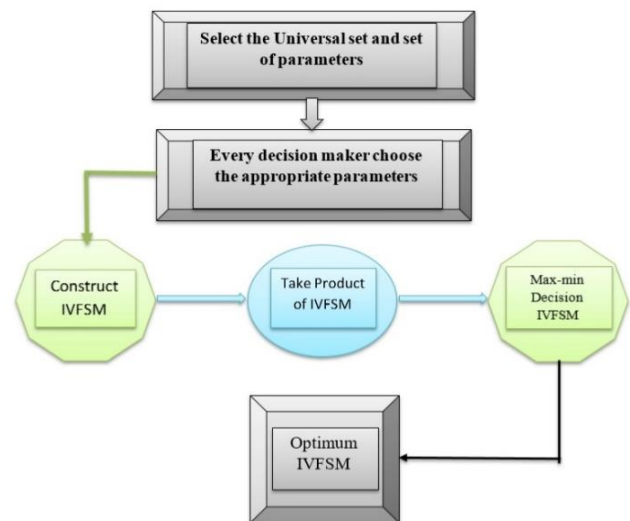 Select the Universal set and set
of parameters
Every decision maker choose
the appropriate parameters
Construct
IVFSM
Take Product
of IVFSM
Max-min
Decision
IVFSM
Optimum
IVFSM